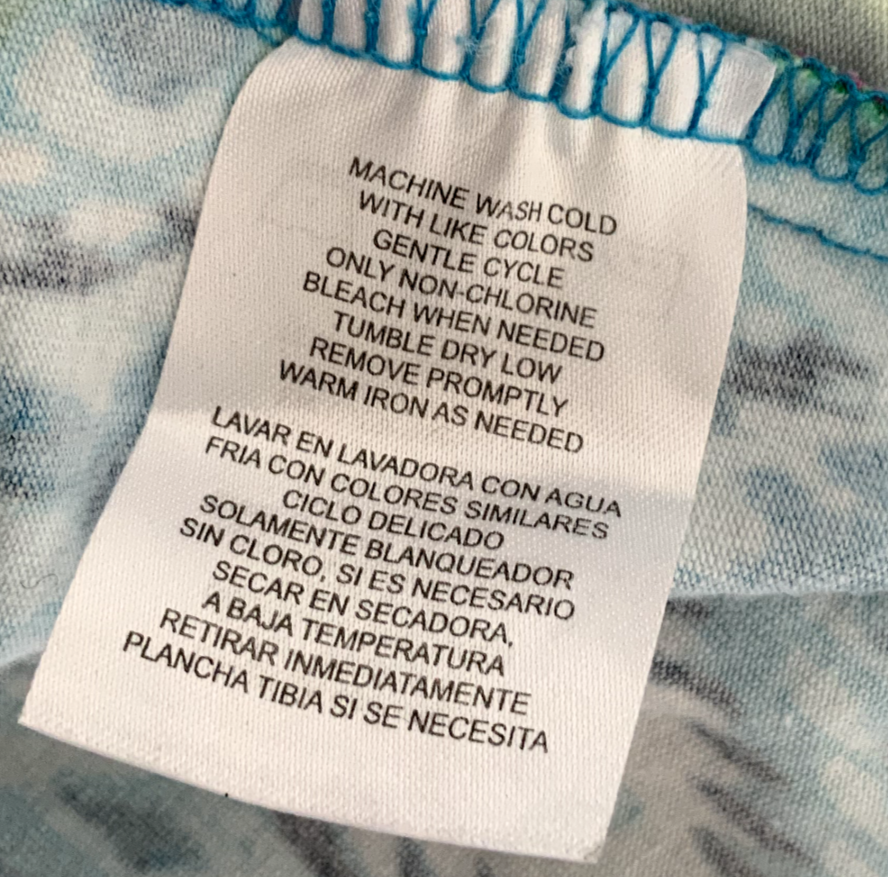 MACHINE WASH COLD
WITH LIKE COLORS
GENTLE CYCLE
ONLY NON-CHLORINE
BLEACH WHEN NEEDED
TUMBLE DRY LOW
REMOVE PROMPTLY
WARM IRON AS NEEDED
LAVAR EN LAVADORA CON AGUA
FRIA CON COLORES SIMILARES
CICLO DELICADO
SOLAMENTE BLANQUEADOR
SIN CLORO, SI ES NECESARIO
SECAR EN SECADORA,
A BAJA TEMPERATURA
RETIRAR INMEDIATAMENTE
PLANCHA TIBIA SI SE NECESITA